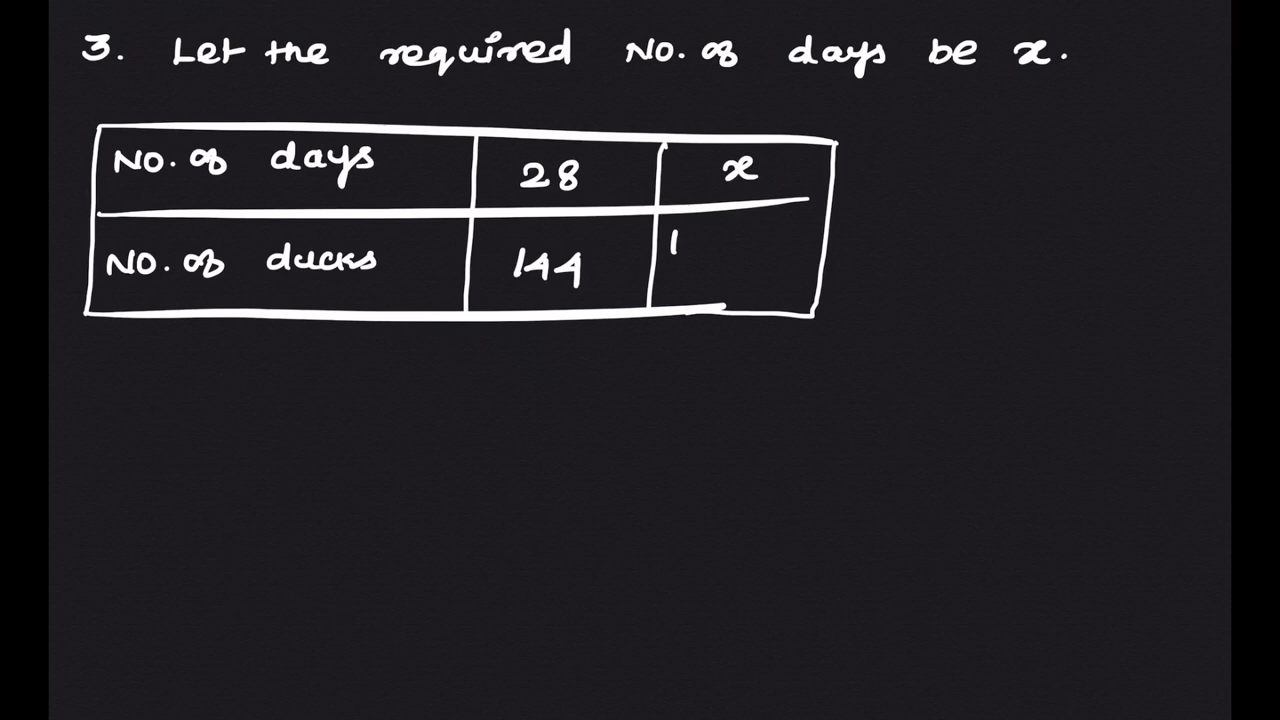 3. Let the required No. of days be x.
No. of days 28 x
No. of ducks 144 1